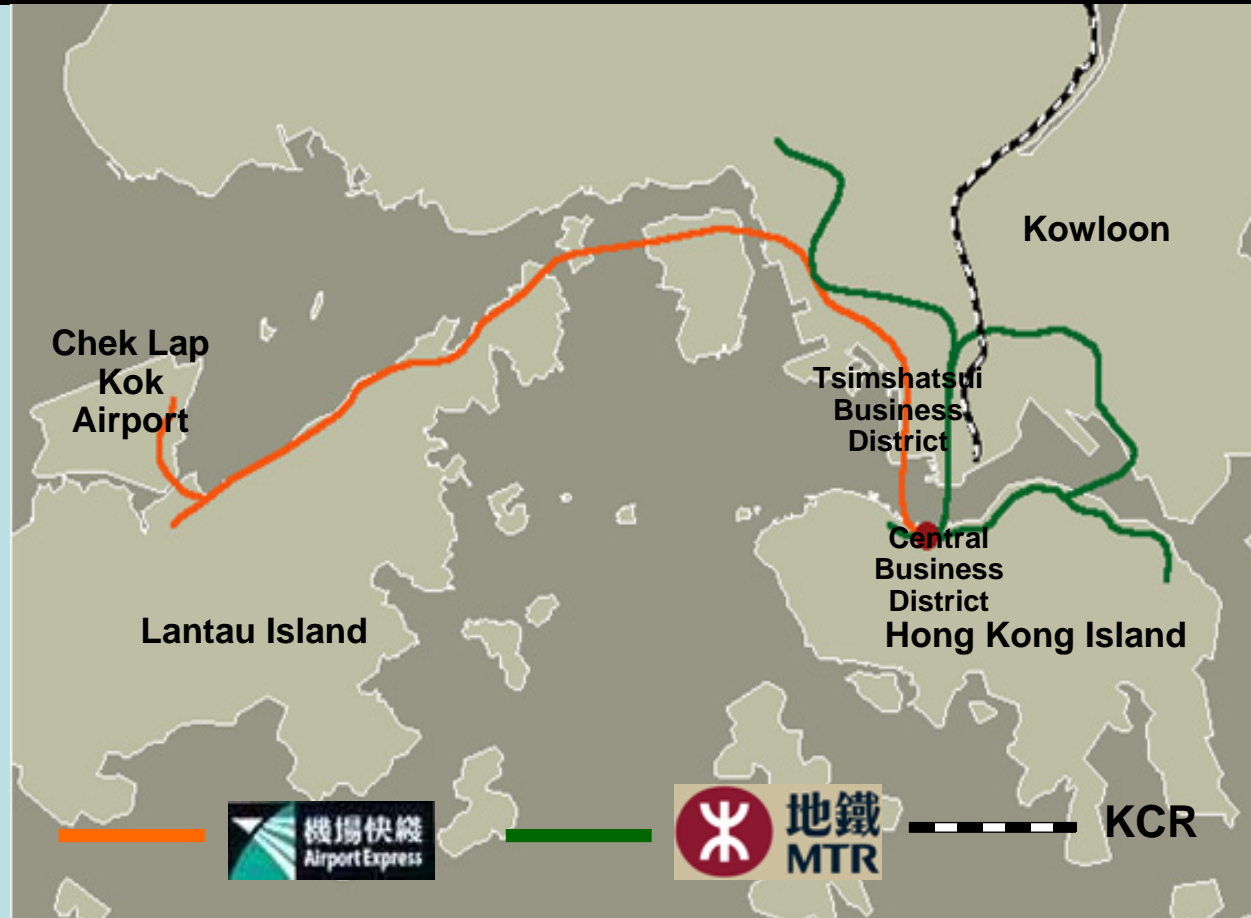 Kowloon
Chek Lap
Kok
Airport
Tsimshatsui
Business
District
Central
Business
District
Lantau Island
Hong Kong Island
機場快綫
Airport Express
地鐵
MTR
KCR